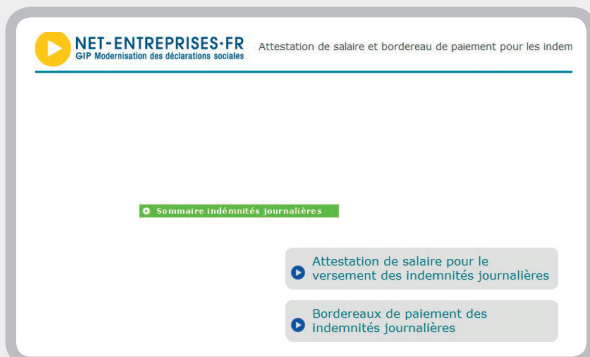 NET-ENTREPRISES·FR
GIP Modernisation des déclarations sociales
Attestation de salaire et bordereau de paiement pour les indem
Sommaire indémnités journalières
Attestation de salaire pour le
versement des indemnités journalières
Bordereaux de paiement des
indemnités journalières